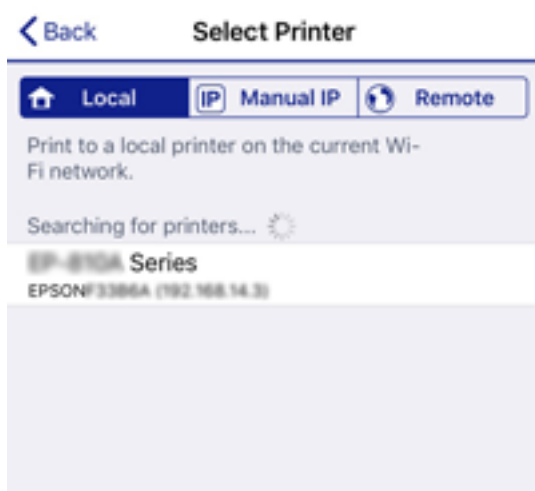 Back Select Printer
Local IP Manual IP Remote
Print to a local printer on the current Wi-
Fi network.
Searching for printers...
Series
EPSON